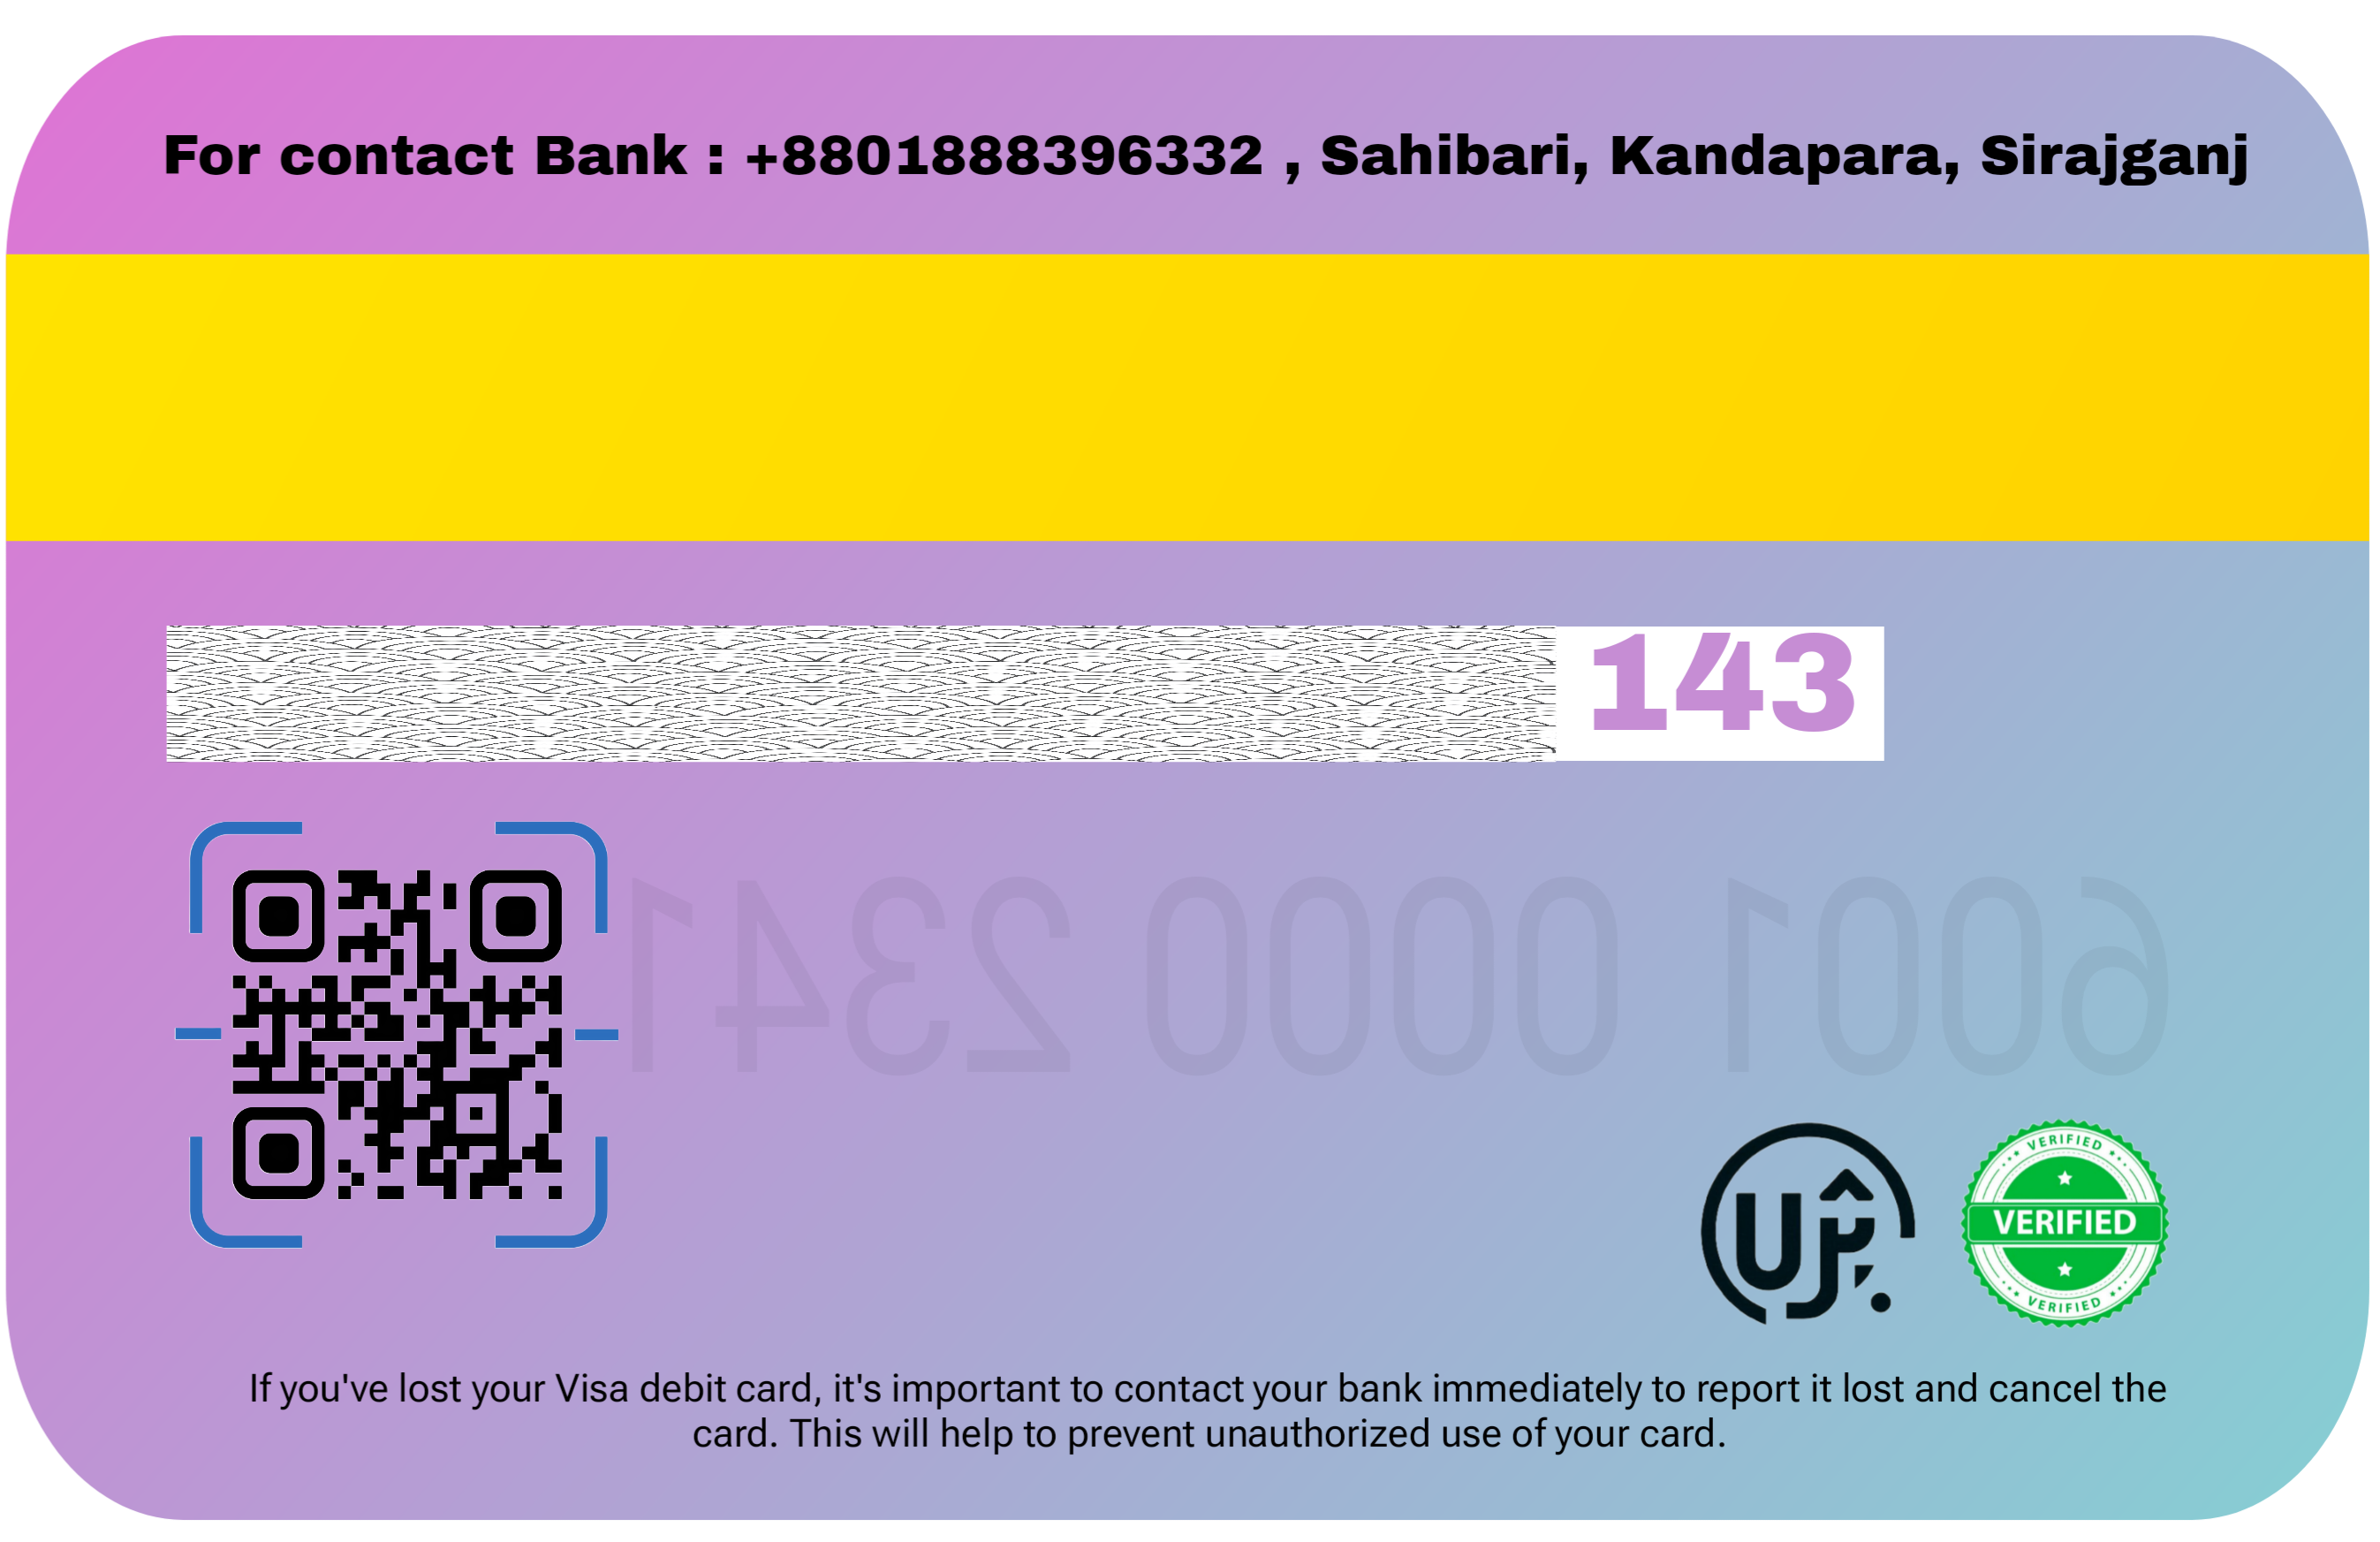 For contact Bank : +8801888396332 , Sahibari, Kandapara, Sirajganj
143
6001 0000 2341
UP
VERIFIED
VERIFIED
VERIFIED
If you've lost your Visa debit card, it's important to contact your bank immediately to report it lost and cancel the
card. This will help to prevent unauthorized use of your card.